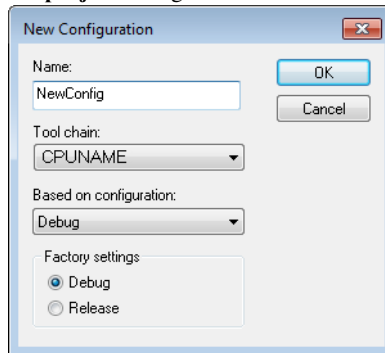 New Configuration
Name:
OK
NewConfig
Cancel
Tool chain:
CPUNAME
Based on configuration:
Debug
Factory settings
Debug
Release